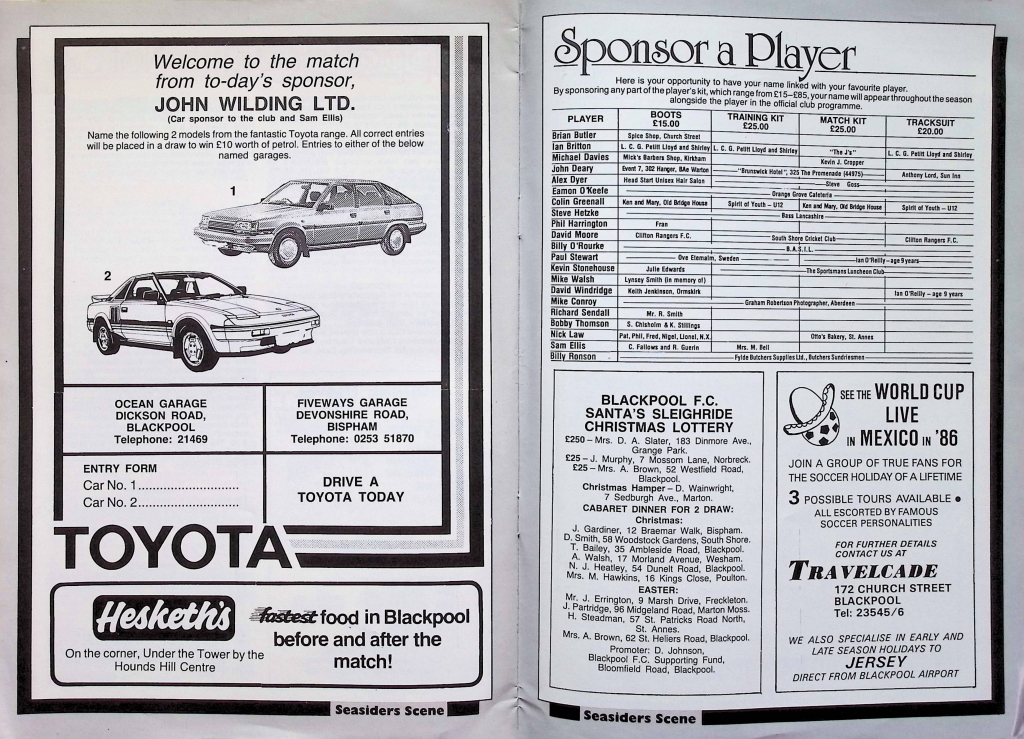 Welcome to the match
from to-day's sponsor,
JOHN WILDING LTD.
(Car sponsor to the club and Sam Ellis)
Name the following 2 models from the fantastic Toyota range. All correct entries
will be placed in a draw to win £10 worth of petrol. Entries to either of the below
named garages.
1
2
OCEAN GARAGE
DICKSON ROAD,
BLACKPOOL
Telephone: 21469
FIVEWAYS GARAGE
DEVONSHIRE ROAD,
BISPHAM
Telephone: 0253 51870
ENTRY FORM
Car No. 1..............................
Car No. 2..............................
DRIVE A
TOYOTA TODAY
TOYOTA
Hesketh's
On the corner, Under the Tower by the
Hounds Hill Centre
fastest food in Blackpool
before and after the
match!
Seasiders Scene
Sponsor a Player
Here is your opportunity to have your name linked with your favourite player.
By sponsoring any part of the player's kit, which range from £15–£85, your name will appear throughout the season
alongside the player in the official club programme.
PLAYER BOOTS £15.00 TRAINING KIT £25.00 MATCH KIT £25.00 TRACKSUIT £20.00
Brian Butler Spice Shop, Church Street
Ian Britton L. C. G. Petitt Lloyd and Shirley L. C. G. Petitt Lloyd and Shirley "The J's" L. C. G. Petitt Lloyd and Shirley
Michael Davies Mick's Barbers Shop, Kirkham Kevin J. Cropper
John Deary Event 7, 302 Hanger, BAe Warton "Brunswick Hotel", 325 The Promenade (44975) Anthony Lord, Sun Inn
Alex Dyer Head Start Unisex Hair Salon Steve Goss
Eamon O'Keefe Orange Grove Cafeteria
Colin Greenall Ken and Mary, Old Bridge House Spirit of Youth – U12 Ken and Mary, Old Bridge House Spirit of Youth – U12
Steve Hetzke Bass Lancashire
Phil Harrington Fran
David Moore Clifton Rangers F.C. South Shore Cricket Club Clifton Rangers F.C.
Billy O'Rourke B.A.S.I.L.
Paul Stewart Ove Etemalm, Sweden Ian O'Reilly – age 9 years
Kevin Stonehouse Julie Edwards The Sportsmans Luncheon Club
Mike Walsh Lynsey Smith (in memory of)
David Windridge Keith Jenkinson, Ormskirk Ian O'Reilly – age 9 years
Mike Conroy Graham Robertson Photographer, Aberdeen
Richard Sendall Mr. R. Smith
Bobby Thomson S. Chisholm & K. Stillings
Nick Law Pat, Phil, Fred, Nigel, Lionel, N.X. Otto's Bakery, St. Annes
Sam Ellis C. Fallows and R. Guerin Mrs. M. Bell
Billy Ronson Fylde Butchers Supplies Ltd., Butchers Sundriesmen
BLACKPOOL F.C.
SANTA'S SLEIGHRIDE
CHRISTMAS LOTTERY
£250 – Mrs. D. A. Slater, 183 Dinmore Ave.,
Grange Park.
£25 – J. Murphy, 7 Mossom Lane, Norbreck.
£25 – Mrs. A. Brown, 52 Westfield Road,
Blackpool.
Christmas Hamper – D. Wainwright,
7 Sedburgh Ave., Marton.
CABARET DINNER FOR 2 DRAW:
Christmas:
J. Gardiner, 12 Braemar Walk, Bispham.
D. Smith, 58 Woodstock Gardens, South Shore.
T. Bailey, 35 Ambleside Road, Blackpool.
A. Walsh, 17 Morland Avenue, Wesham.
N. J. Heatley, 54 Dunelt Road, Blackpool.
Mrs. M. Hawkins, 16 Kings Close, Poulton.
EASTER:
Mr. J. Errington, 9 Marsh Drive, Freckleton.
J. Partridge, 96 Midgeland Road, Marton Moss.
H. Steadman, 57 St. Patricks Road North,
St. Annes.
Mrs. A. Brown, 62 St. Heliers Road, Blackpool.
Promoter: D. Johnson,
Blackpool F.C. Supporting Fund,
Bloomfield Road, Blackpool.
SEE THE WORLD CUP
LIVE
IN MEXICO IN '86
JOIN A GROUP OF TRUE FANS FOR
THE SOCCER HOLIDAY OF A LIFETIME
3 POSSIBLE TOURS AVAILABLE •
ALL ESCORTED BY FAMOUS
SOCCER PERSONALITIES
FOR FURTHER DETAILS
CONTACT US AT
TRAVELCADE
172 CHURCH STREET
BLACKPOOL
Tel: 23545/6
WE ALSO SPECIALISE IN EARLY AND
LATE SEASON HOLIDAYS TO
JERSEY
DIRECT FROM BLACKPOOL AIRPORT
Seasiders Scene